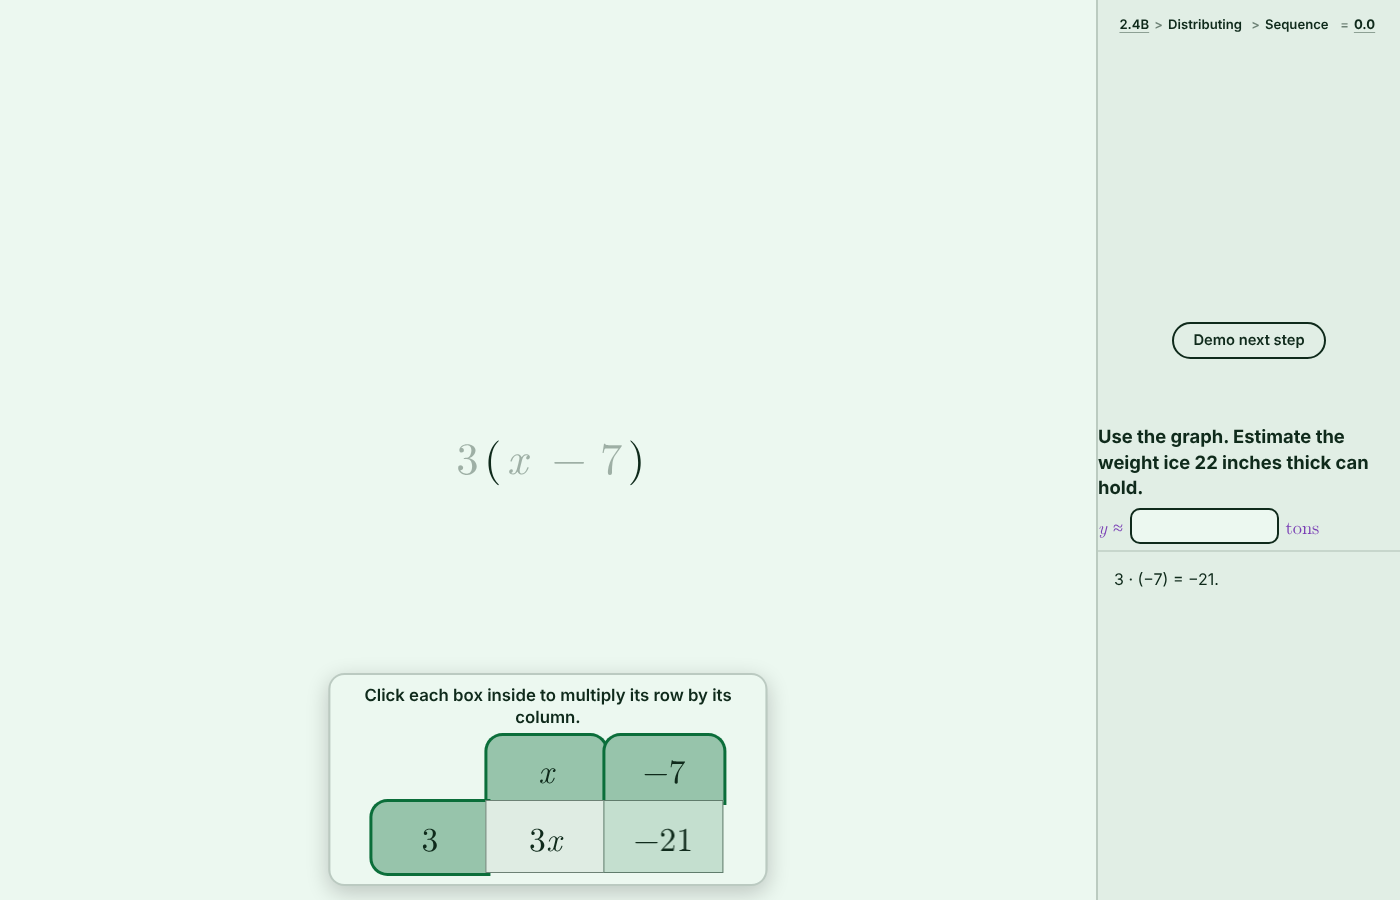 2.4B > Distributing > Sequence = 0.0
Demo next step
3(x − 7)
Use the graph. Estimate the
weight ice 22 inches thick can
hold.
y ≈ tons
3 · (−7) = −21.
Click each box inside to multiply its row by its
column.
x −7
3 3x −21